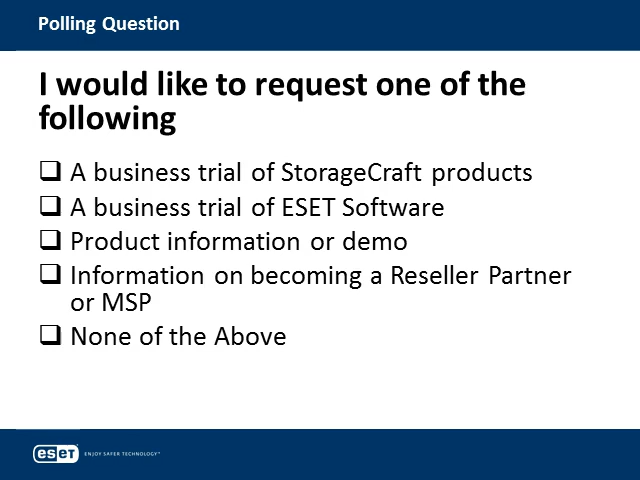 Polling Question
I would like to request one of the
following
A business trial of StorageCraft products
A business trial of ESET Software
Product information or demo
Information on becoming a Reseller Partner
or MSP
None of the Above
eseT ENJOY SAFER TECHNOLOGY™